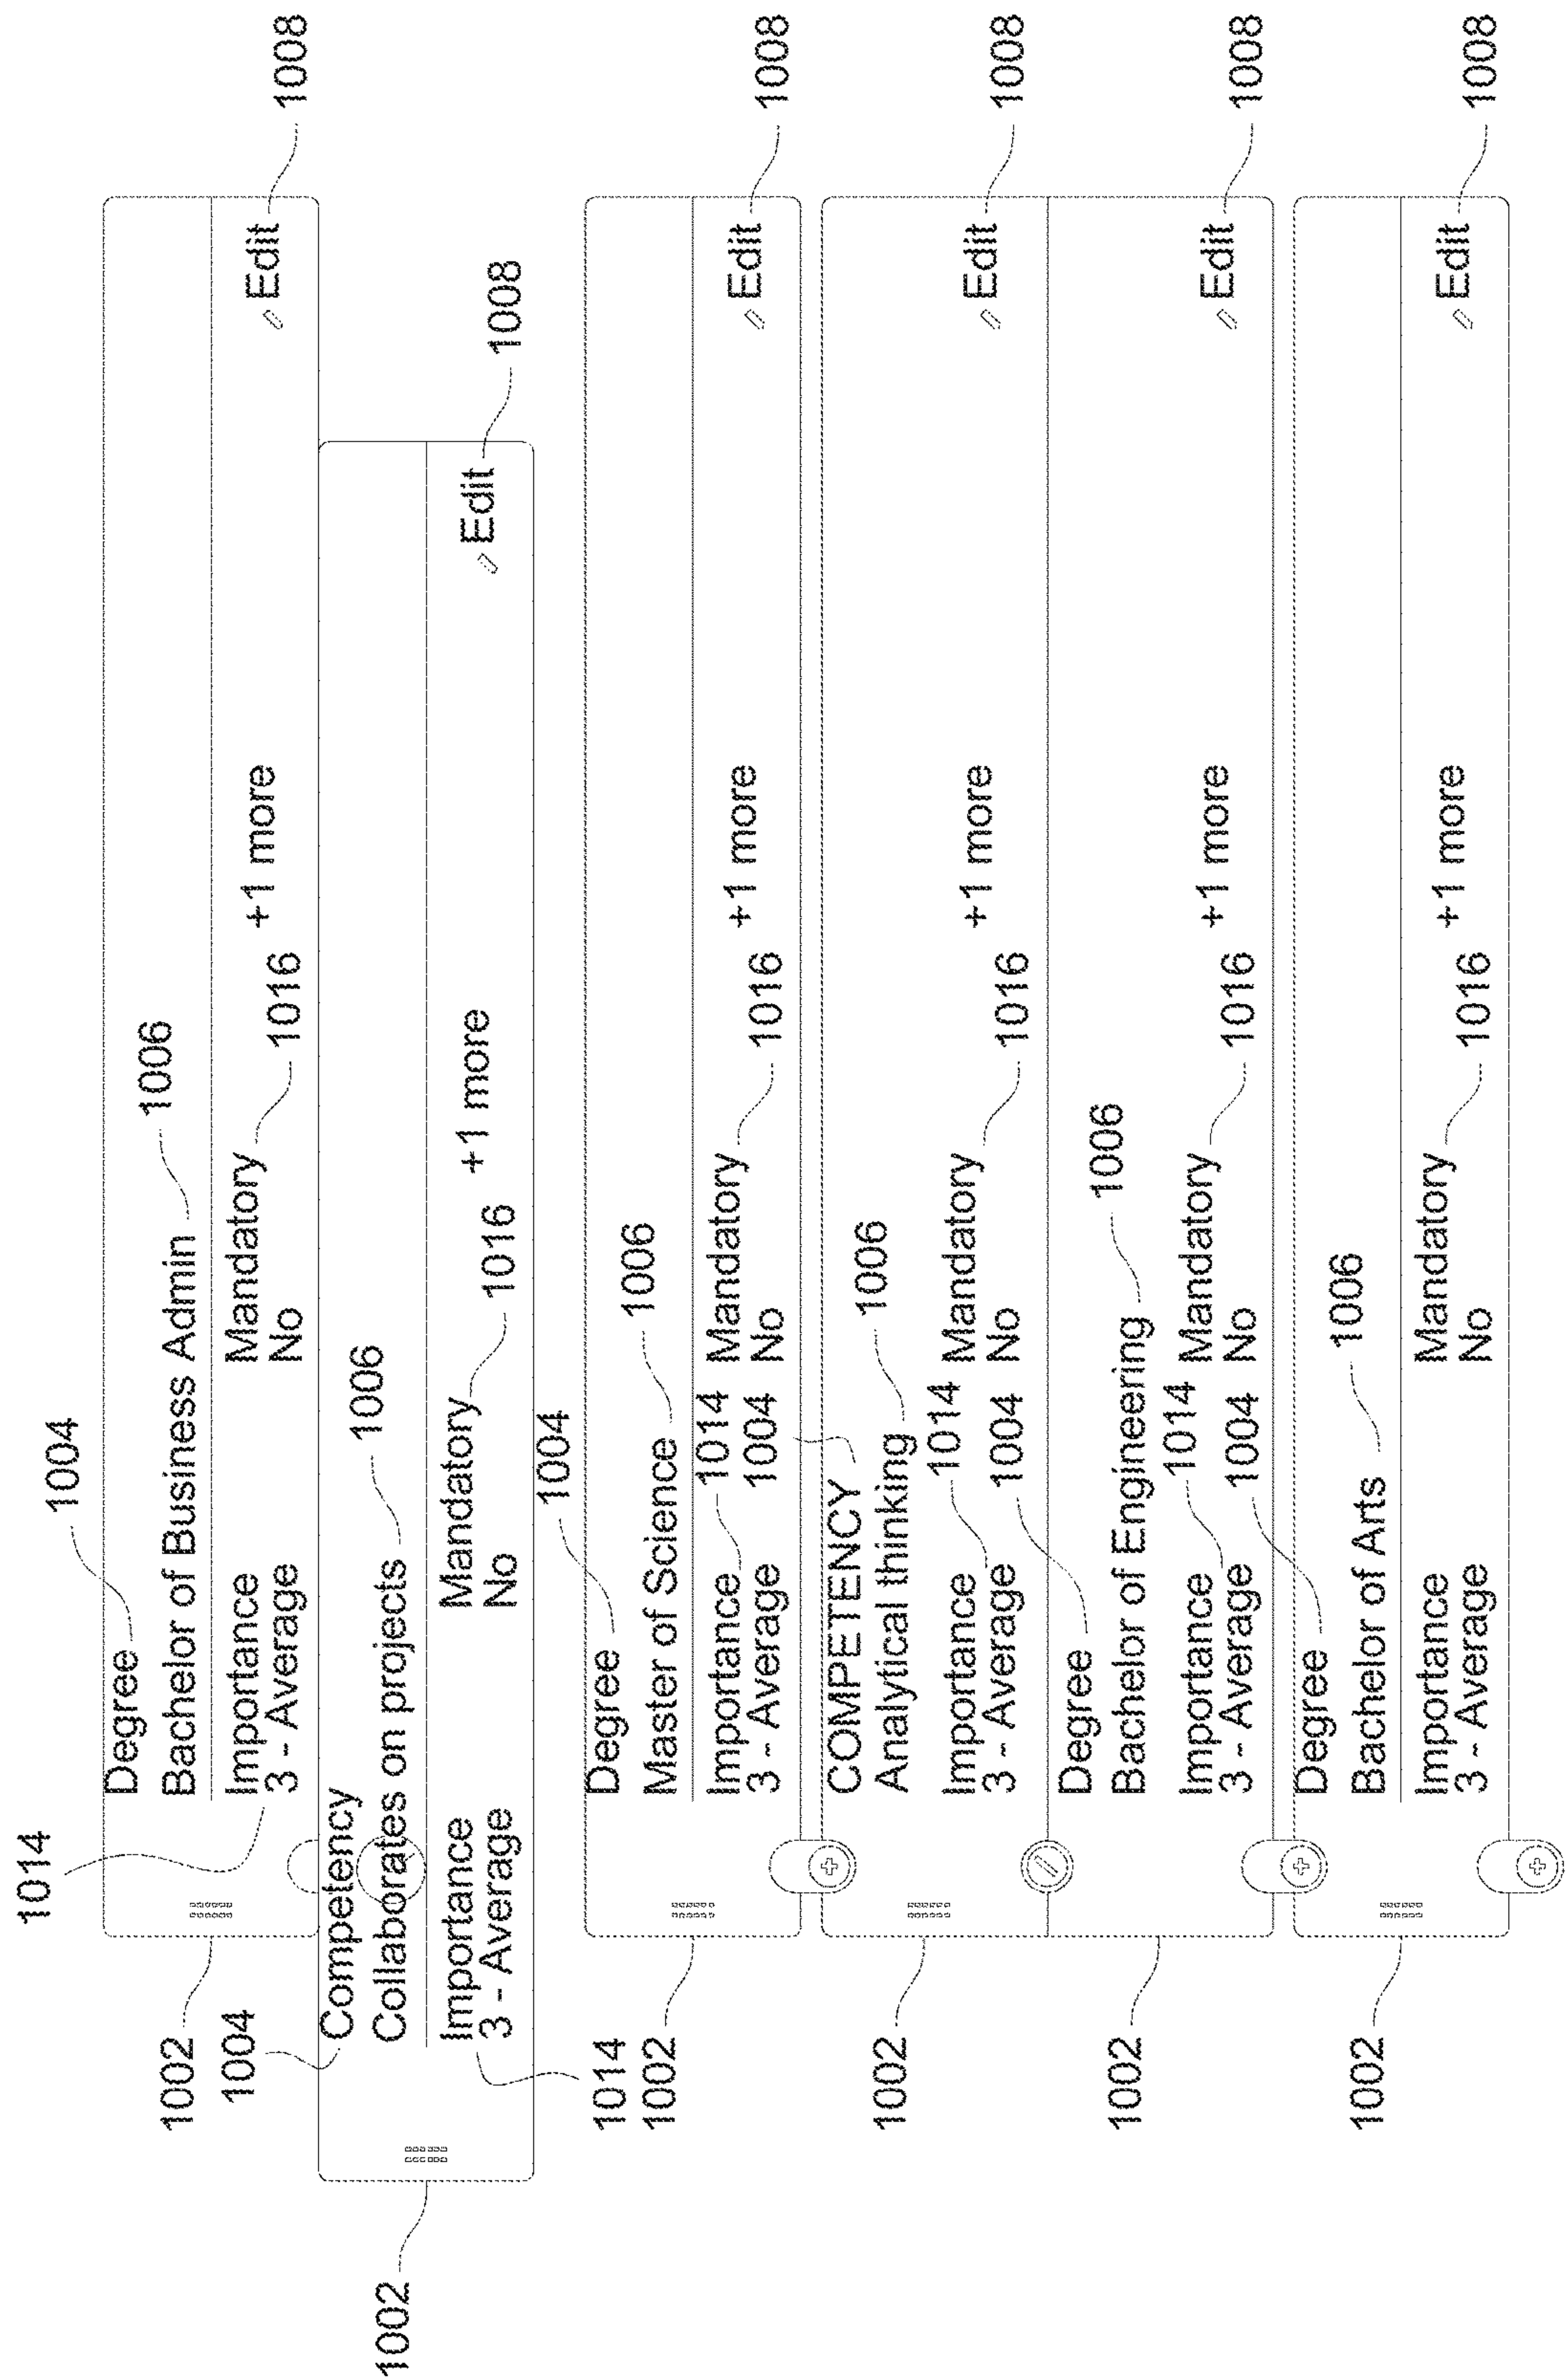 1014
1004
Degree
Bachelor of Business Admin 1006
1002
Importance Mandatory
3 - Average No 1016 +1 more Edit 1008
1004
Competency
Collaborates on projects 1006
1002
Importance Mandatory
3 - Average No 1016 +1 more Edit 1008
1014
1004
Degree
Master of Science 1006
1002
Importance 1014 Mandatory
3 - Average No 1016 +1 more Edit 1008
1004
COMPETENCY
Analytical thinking 1006
1002
Importance 1014 Mandatory
3 - Average No 1016 +1 more Edit 1008
1004
Degree
Bachelor of Engineering 1006
1002
Importance 1014 Mandatory
3 - Average No 1016 +1 more Edit 1008
1004
Degree
Bachelor of Arts 1006
1002
Importance Mandatory
3 - Average No 1016 +1 more Edit 1008